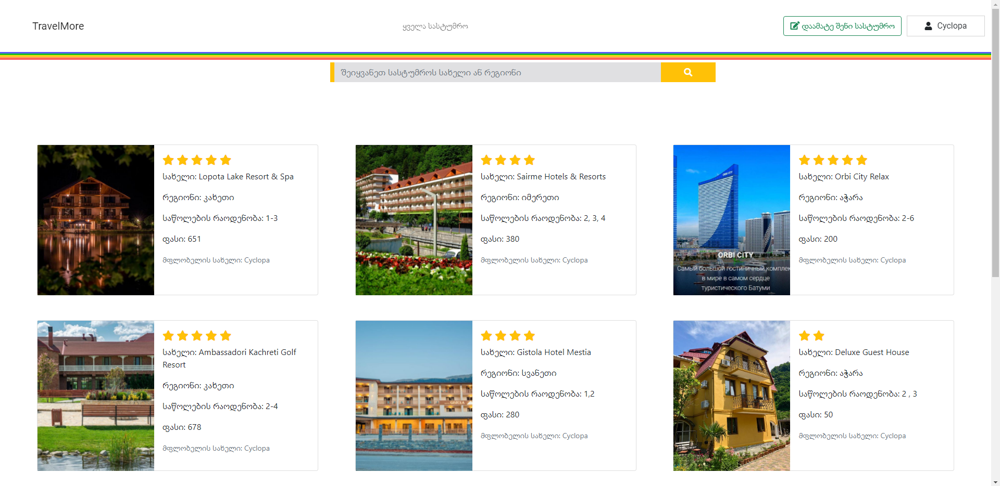 TravelMore
ყველა სასტუმრო
დაამატე შენი სასტუმრო
Cyclopa
შეიყვანეთ სასტუმროს სახელი ან რეგიონი
სახელი: Lopota Lake Resort & Spa
რეგიონი: კახეთი
საწოლების რაოდენობა: 1-3
ფასი: 651
მფლობელის სახელი: Cyclopa
სახელი: Sairme Hotels & Resorts
რეგიონი: იმერეთი
საწოლების რაოდენობა: 2, 3, 4
ფასი: 380
მფლობელის სახელი: Cyclopa
ORBI CITY
ORBI CITY
Самый большой гостиничный комплек
в мире в самом сердце
туристического Батуми
სახელი: Orbi City Relax
რეგიონი: აჭარა
საწოლების რაოდენობა: 2-6
ფასი: 200
მფლობელის სახელი: Cyclopa
სახელი: Ambassadori Kachreti Golf
Resort
რეგიონი: კახეთი
საწოლების რაოდენობა: 2-4
ფასი: 678
მფლობელის სახელი: Cyclopa
GISTOLA
სახელი: Gistola Hotel Mestia
რეგიონი: სვანეთი
საწოლების რაოდენობა: 1,2
ფასი: 280
მფლობელის სახელი: Cyclopa
სახელი: Deluxe Guest House
რეგიონი: აჭარა
საწოლების რაოდენობა: 2 , 3
ფასი: 50
მფლობელის სახელი: Cyclopa